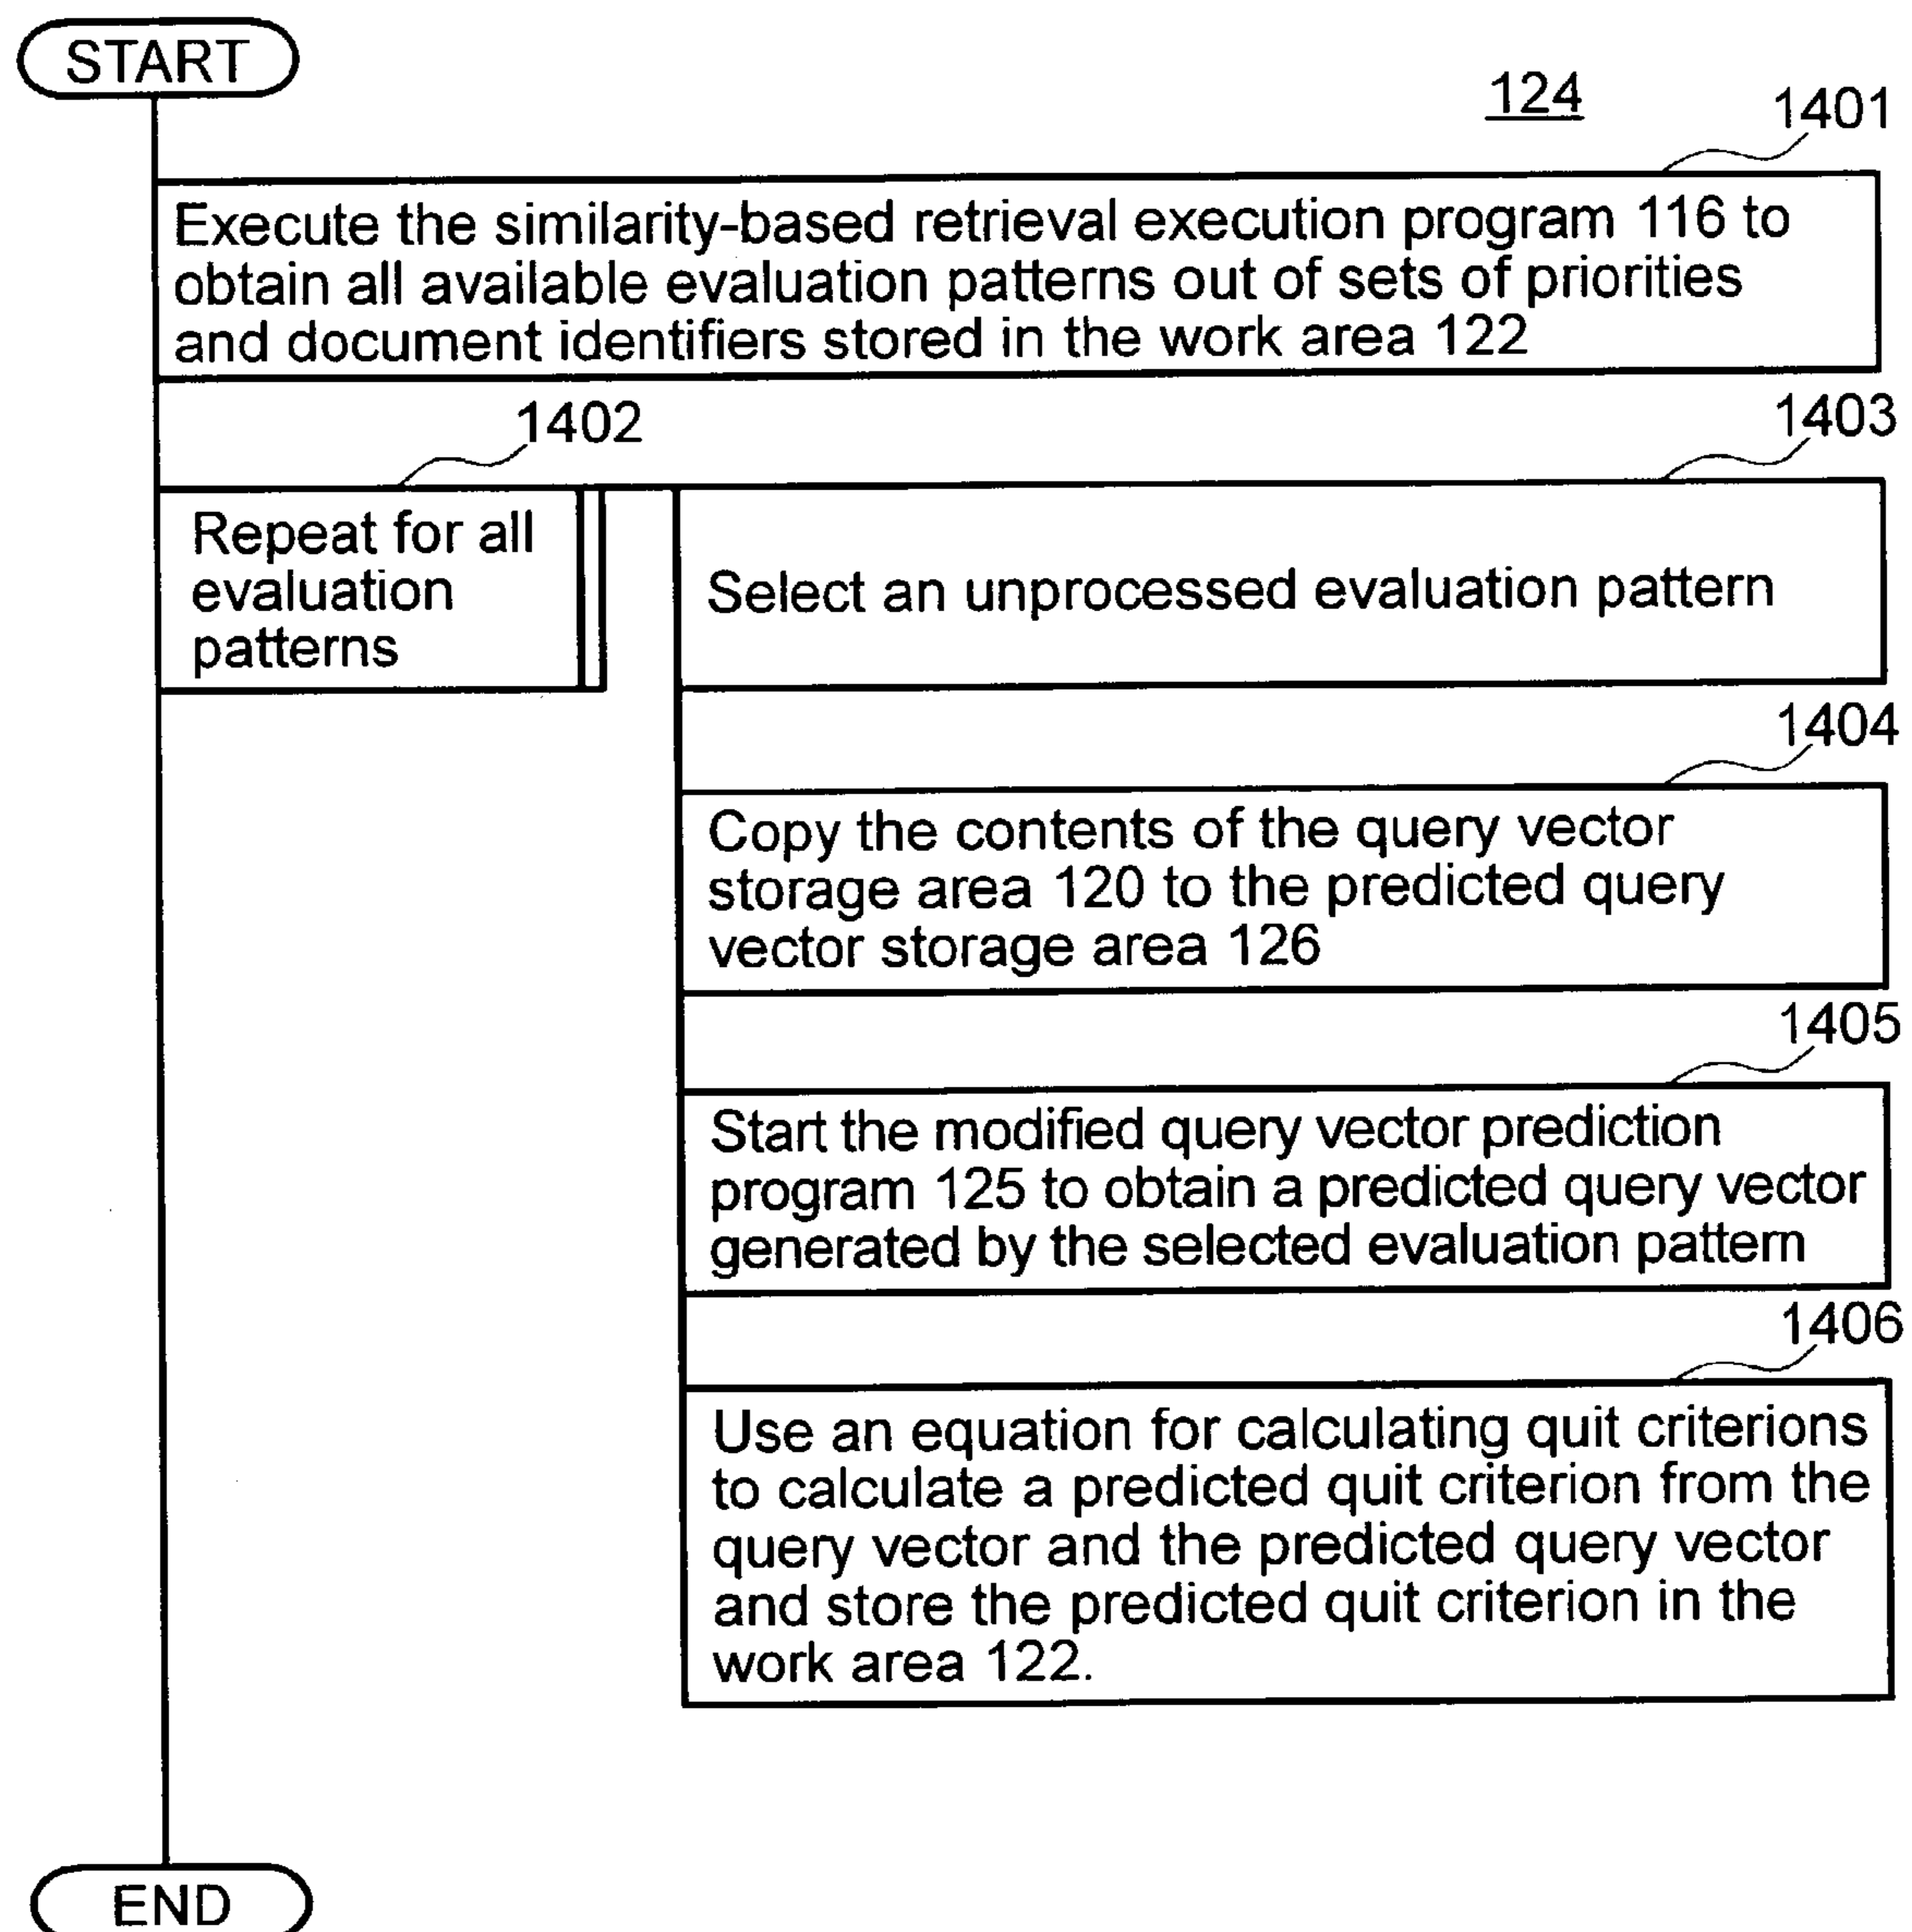 START
124
1401
Execute the similarity-based retrieval execution program 116 to
obtain all available evaluation patterns out of sets of priorities
and document identifiers stored in the work area 122
1402
1403
Repeat for all
evaluation
patterns
Select an unprocessed evaluation pattern
1404
Copy the contents of the query vector
storage area 120 to the predicted query
vector storage area 126
1405
Start the modified query vector prediction
program 125 to obtain a predicted query vector
generated by the selected evaluation pattern
1406
Use an equation for calculating quit criterions
to calculate a predicted quit criterion from the
query vector and the predicted query vector
and store the predicted quit criterion in the
work area 122.
END